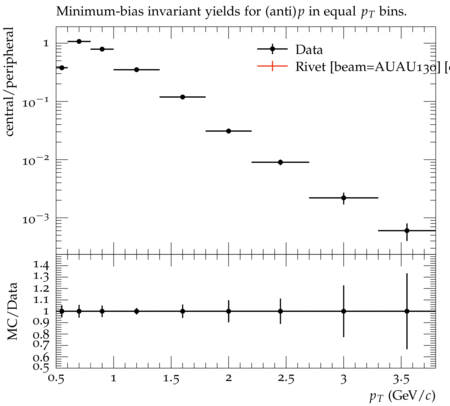 Minimum-bias invariant yields for (anti)p in equal pT bins.
central/peripheral
1
10−1
10−2
10−3
Data
Rivet [beam=AUAU130] [
MC/Data
1.4
1.3
1.2
1.1
1
0.9
0.8
0.7
0.6
0.5
0.5 1 1.5 2 2.5 3 3.5
pT (GeV/c)